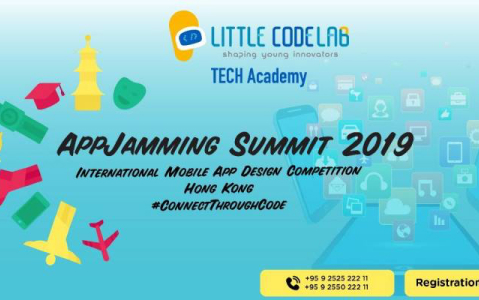 LITTLE CODE LAB
shaping young innovators
TECH Academy
APPJAMMING SUMMIT 2019
INTERNATIONAL MOBILE APP DESIGN COMPETITION
HONG KONG
#CONNECTTHROUGHCODE
+95 9 2525 222 11
+95 9 2550 222 11
Registration